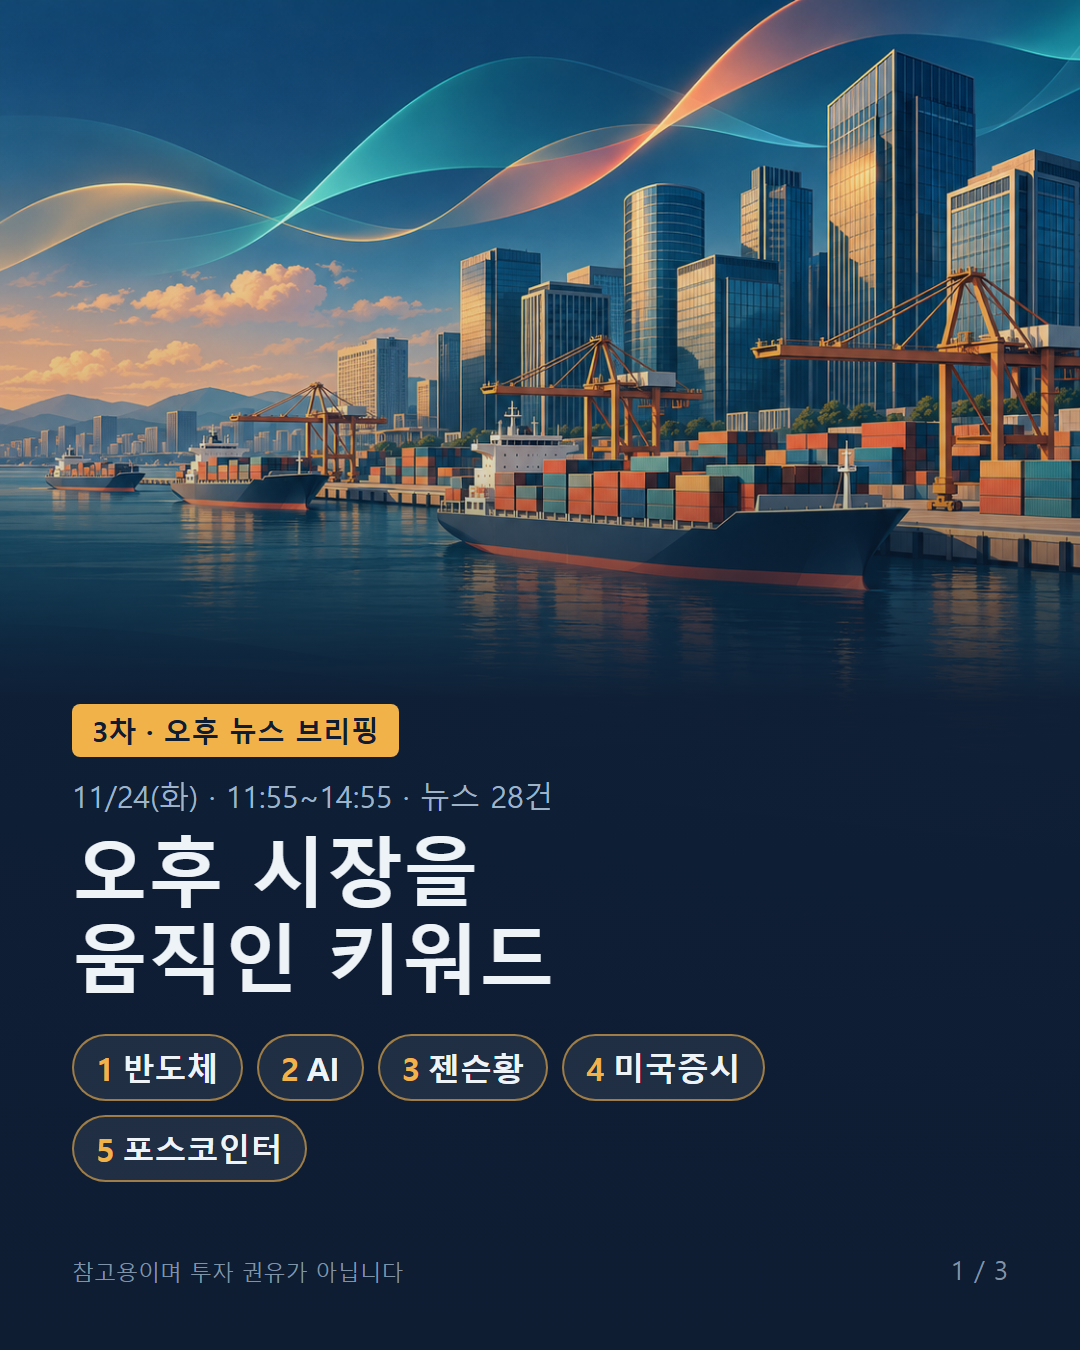 3차 · 오후 뉴스 브리핑
11/24(화) · 11:55~14:55 · 뉴스 28건
오후 시장을
움직인 키워드
1 반도체 2 AI 3 젠슨황 4 미국증시
5 포스코인터
참고용이며 투자 권유가 아닙니다
1 / 3